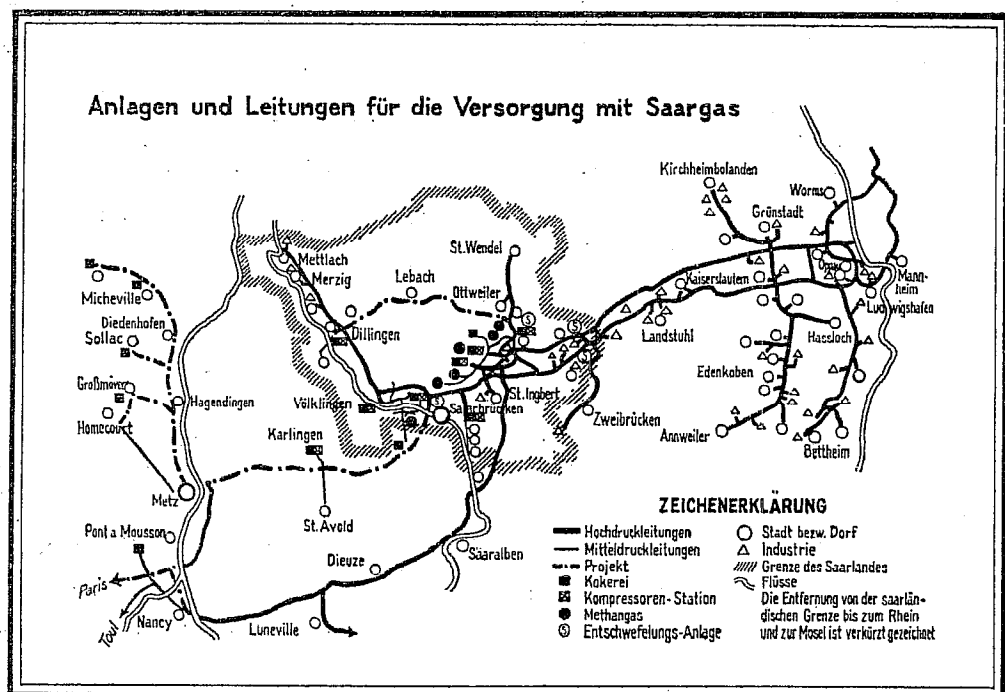 Anlagen und Leitungen für die Versorgung mit Saargas
Kirchheimbolanden
Worms
Grünstadt
St. Wendel
Mettlach
Merzig
Lebach
Ottweiler
Kaiserslautern
Mannheim
Ludwigshafen
Micheville
Diedenhofen
Sollac
Dillingen
Landstuhl
Hassloch
Großmövern
Hagendingen
Homecourt
Völklingen
Saarbrücken
St. Ingbert
Edenkoben
Zweibrücken
Karlingen
Annweiler
Bettheim
Metz
St. Avold
Pont a Mousson
Dieuze
Saaralben
Paris
Toul
Nancy
Luneville
ZEICHENERKLÄRUNG
Hochdruckleitungen
Mitteldruckleitungen
Projekt
Kokerei
Kompressoren-Station
Methangas
S Entschwefelungs-Anlage
Stadt bezw. Dorf
Industrie
Grenze des Saarlandes
Flüsse
Die Entfernung von der saarlän-
dischen Grenze bis zum Rhein
und zur Mosel ist verkürzt gezeichnet